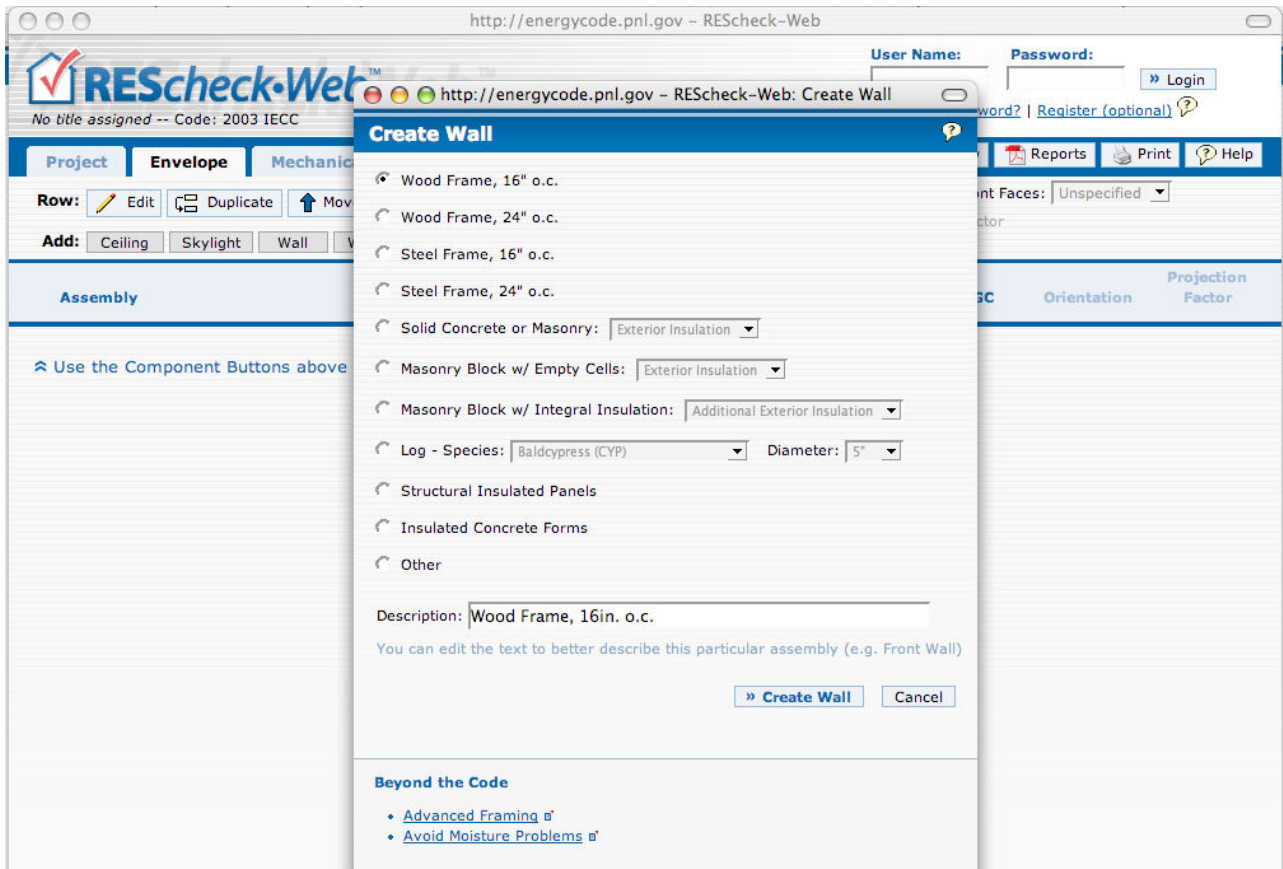 http://energycode.pnl.gov – REScheck–Web
REScheck•Web™
No title assigned -- Code: 2003 IECC
User Name: Password:
» Login
word? | Register (optional) ?
Project Envelope Mechanic
Reports Print ? Help
Row: Edit Duplicate Mov
nt Faces: Unspecified
ctor
Add: Ceiling Skylight Wall
Assembly
GC Orientation Projection Factor
Use the Component Buttons above
http://energycode.pnl.gov – REScheck–Web: Create Wall
Create Wall ?
Wood Frame, 16" o.c.
Wood Frame, 24" o.c.
Steel Frame, 16" o.c.
Steel Frame, 24" o.c.
Solid Concrete or Masonry: Exterior Insulation
Masonry Block w/ Empty Cells: Exterior Insulation
Masonry Block w/ Integral Insulation: Additional Exterior Insulation
Log - Species: Baldcypress (CYP) Diameter: 5"
Structural Insulated Panels
Insulated Concrete Forms
Other
Description: Wood Frame, 16in. o.c.
You can edit the text to better describe this particular assembly (e.g. Front Wall)
» Create Wall Cancel
Beyond the Code
• Advanced Framing
• Avoid Moisture Problems